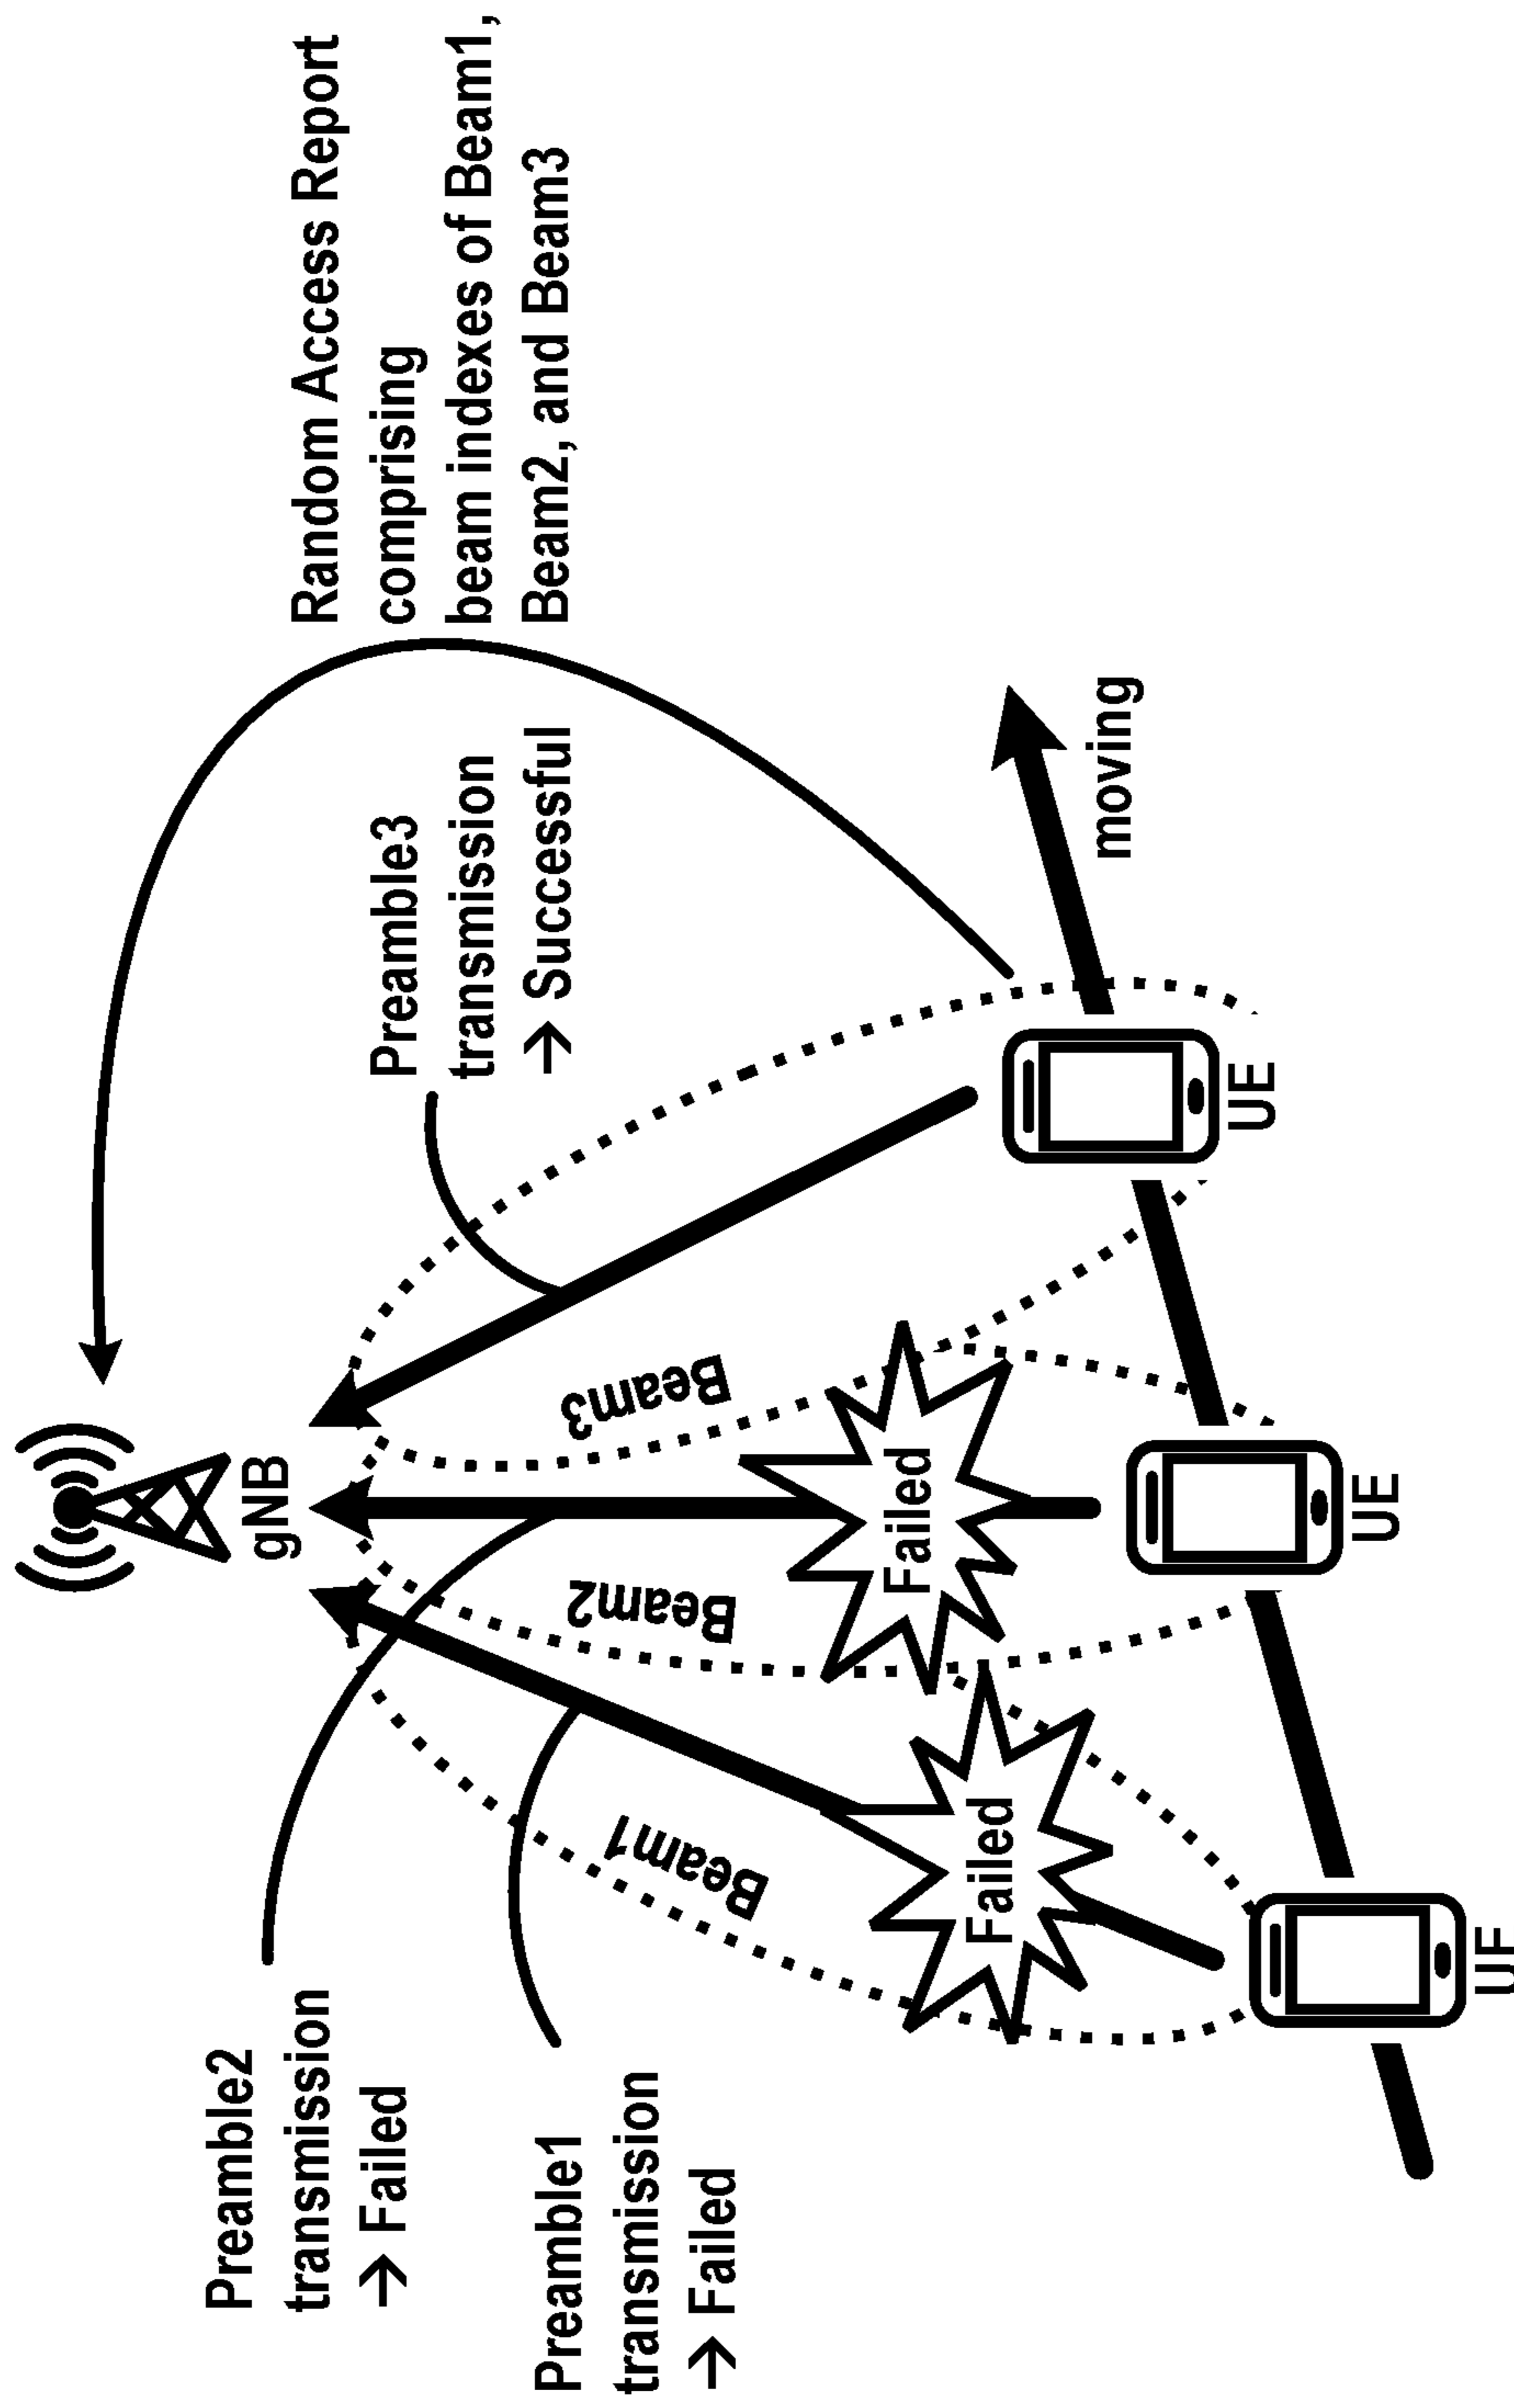 gNB
Preamble2
transmission
→ Failed
Preamble1
transmission
→ Failed
Beam1
Beam2
Beam3
Failed
Failed
Preamble3
transmission
→ Successful
Random Access Report
comprising
beam indexes of Beam1,
Beam2, and Beam3
moving
UE
UE
UE